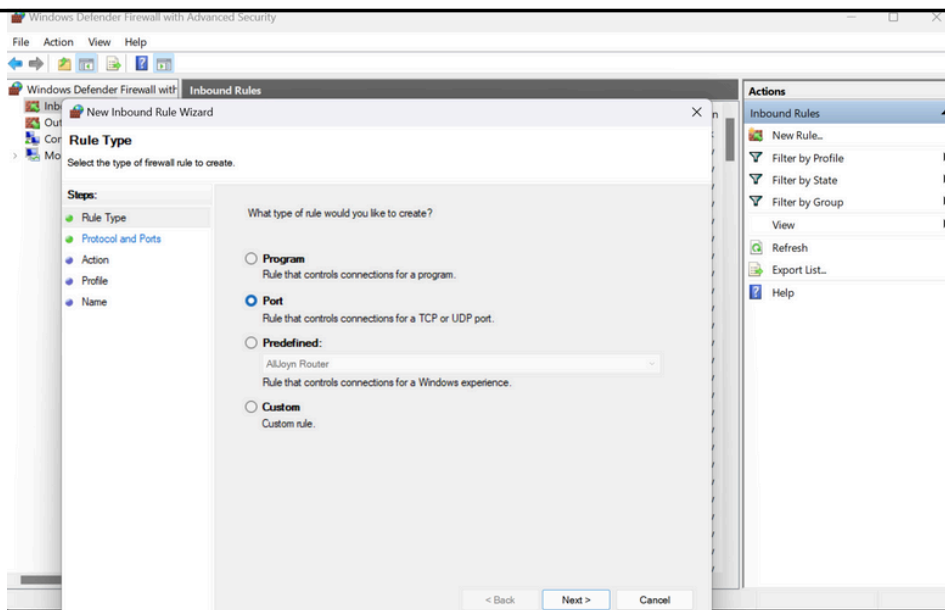 Windows Defender Firewall with Advanced Security
File Action View Help
Windows Defender Firewall with
Inbound Rules
Actions
Inb
Out
Cor
Mo
New Inbound Rule Wizard
Rule Type
Select the type of firewall rule to create.
Steps:
Rule Type
Protocol and Ports
Action
Profile
Name
What type of rule would you like to create?
Program
Rule that controls connections for a program.
Port
Rule that controls connections for a TCP or UDP port.
Predefined:
AllJoyn Router
Rule that controls connections for a Windows experience.
Custom
Custom rule.
< Back Next > Cancel
Inbound Rules
New Rule...
Filter by Profile
Filter by State
Filter by Group
View
Refresh
Export List...
Help